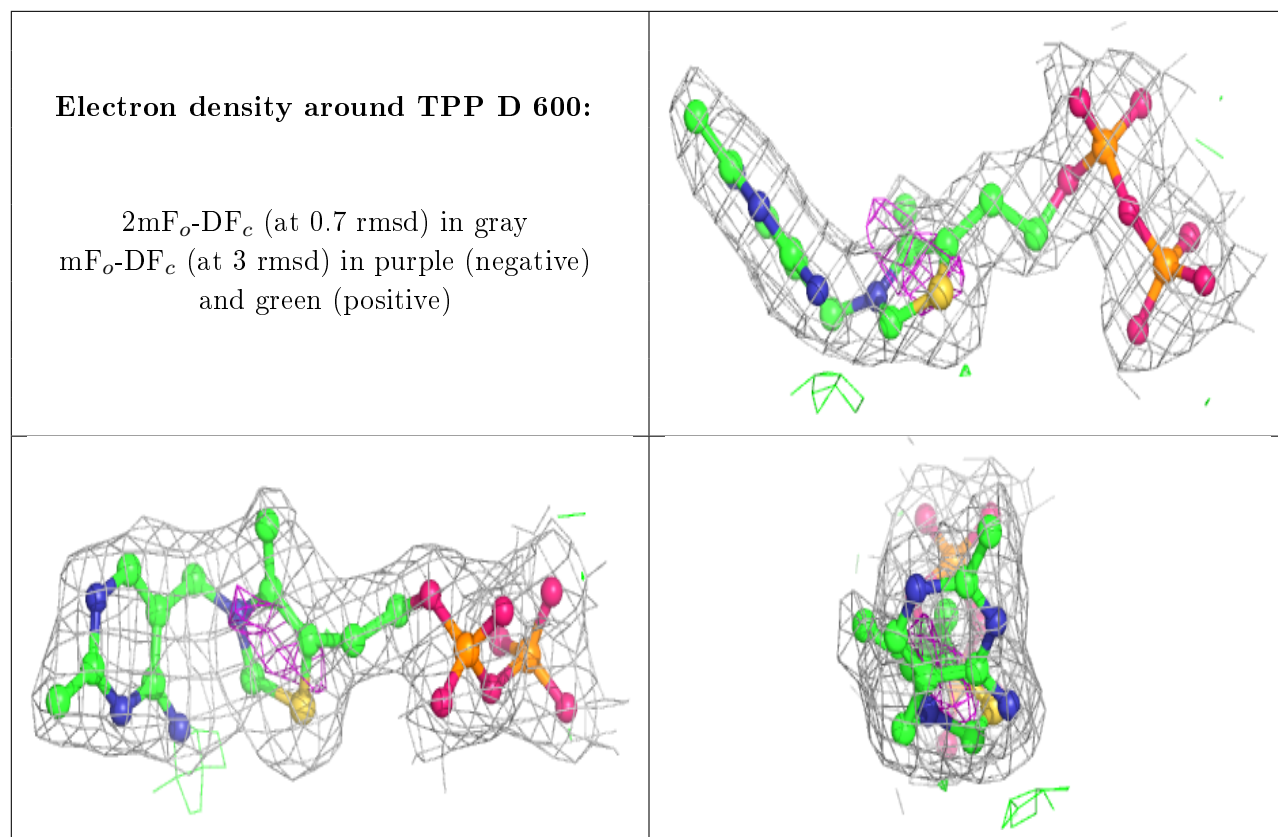 Electron density around TPP D 600:
2mFₒ-DF𝒸 (at 0.7 rmsd) in gray
mFₒ-DF𝒸 (at 3 rmsd) in purple (negative)
and green (positive)